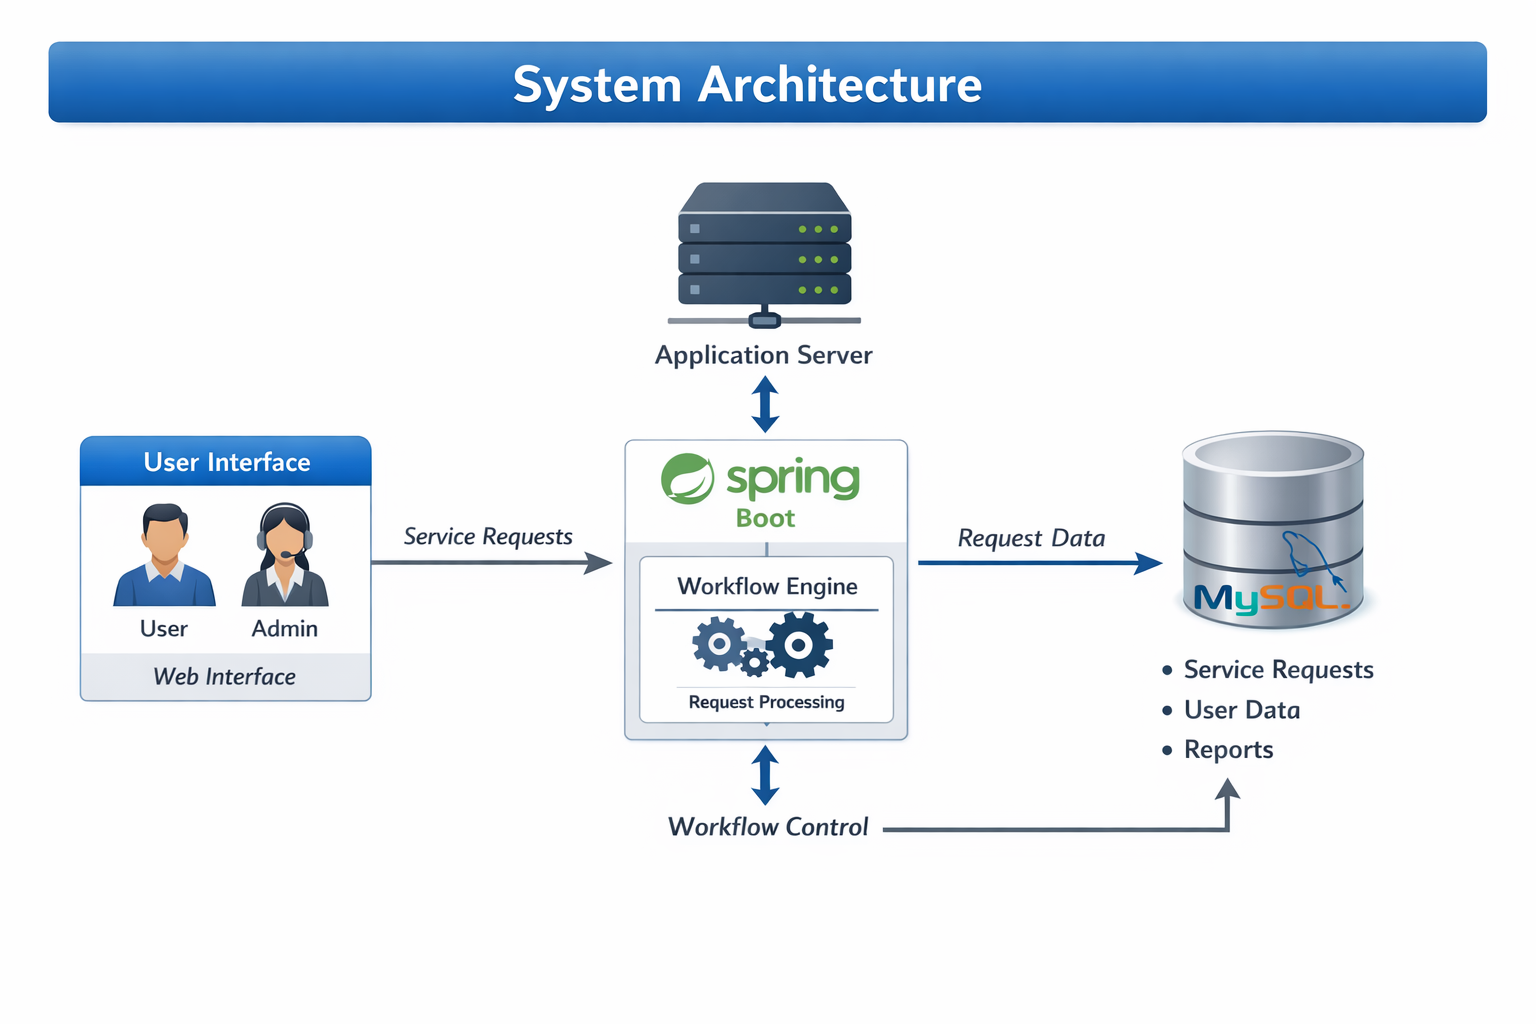 System Architecture
Application Server
User Interface
User
Admin
Web Interface
Service Requests
spring
Boot
Workflow Engine
Request Processing
Workflow Control
Request Data
MySQL.
• Service Requests
• User Data
• Reports